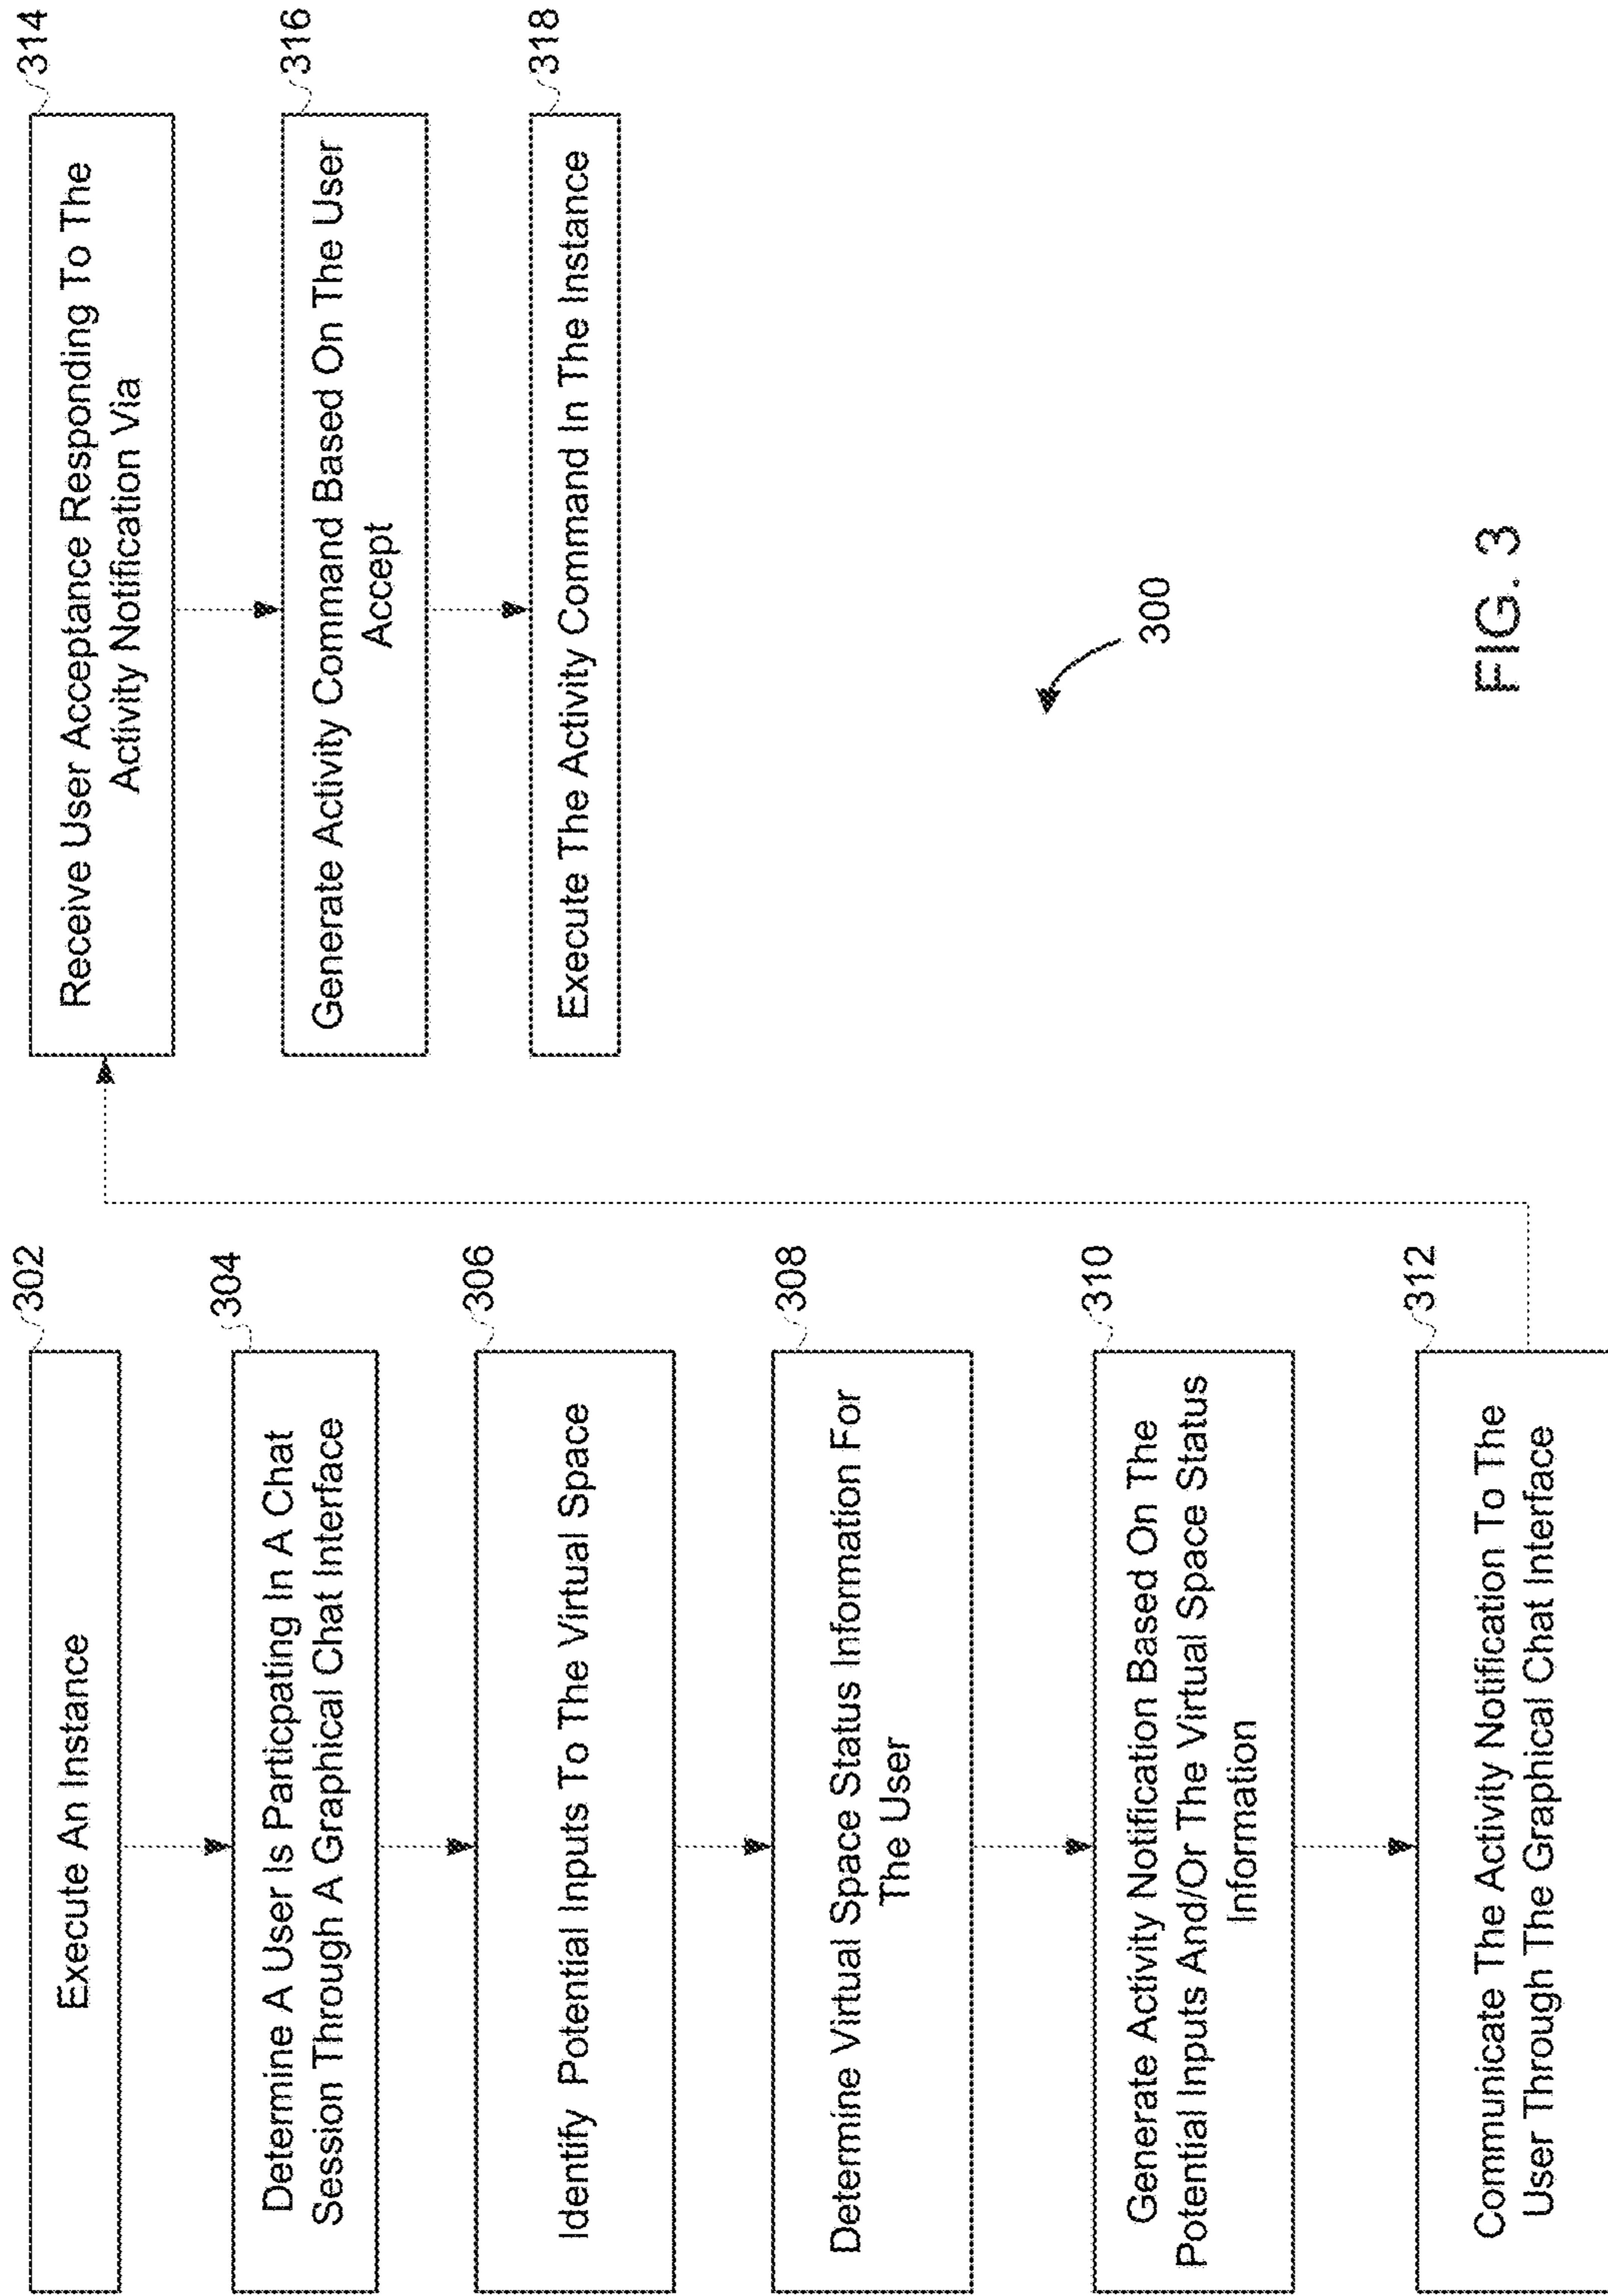 302
Execute An Instance
304
Determine A User Is Particpating In A Chat
Session Through A Graphical Chat Interface
306
Identify Potential Inputs To The Virtual Space
308
Determine Virtual Space Status Information For
The User
310
Generate Activity Notification Based On The
Potential Inputs And/Or The Virtual Space Status
Information
312
Communicate The Activity Notification To The
User Through The Graphical Chat Interface
314
Receive User Acceptance Responding To The
Activity Notification Via
316
Generate Activity Command Based On The User
Accept
318
Execute The Activity Command In The Instance
300
FIG. 3